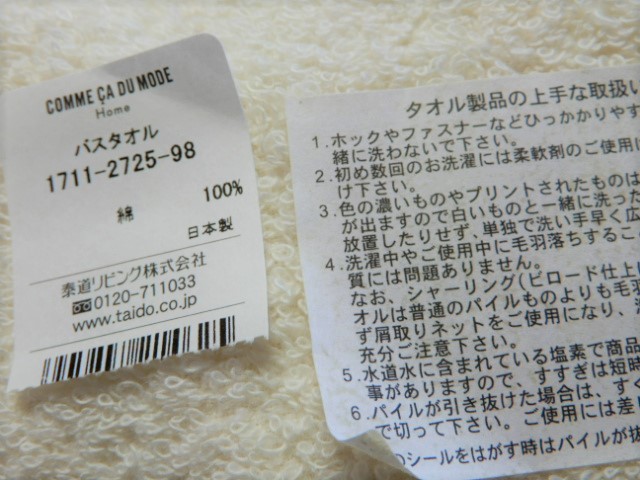 COMME ÇA DU MODE
Home
バスタオル
1711-2725-98
綿 100%
日本製
泰道リビング株式会社
0120-711033
www.taido.co.jp
タオル製品の上手な取扱い
1.ホックやファスナーなどひっかかりやす
緒に洗わないで下さい。
2.初め数回のお洗濯には柔軟剤のご使用は
け下さい。
3.色の濃いものやプリントされたものは
が出ますので白いものと一緒に洗った
放置したりせず、単独で洗い手早く広
4.洗濯中やご使用中に毛羽落ちするこ
質には問題ありません。
なお、シャーリング(ビロード仕上げ
オルは普通のパイルものよりも毛羽
ず屑取りネットをご使用になり、
充分ご注意下さい。
5.水道水に含まれている塩素で商品
事がありますので、すすぎは短時
6.パイルが引き抜けた場合は、すぐ
で切って下さい。ご使用には差し
のシールをはがす時はパイルが抜